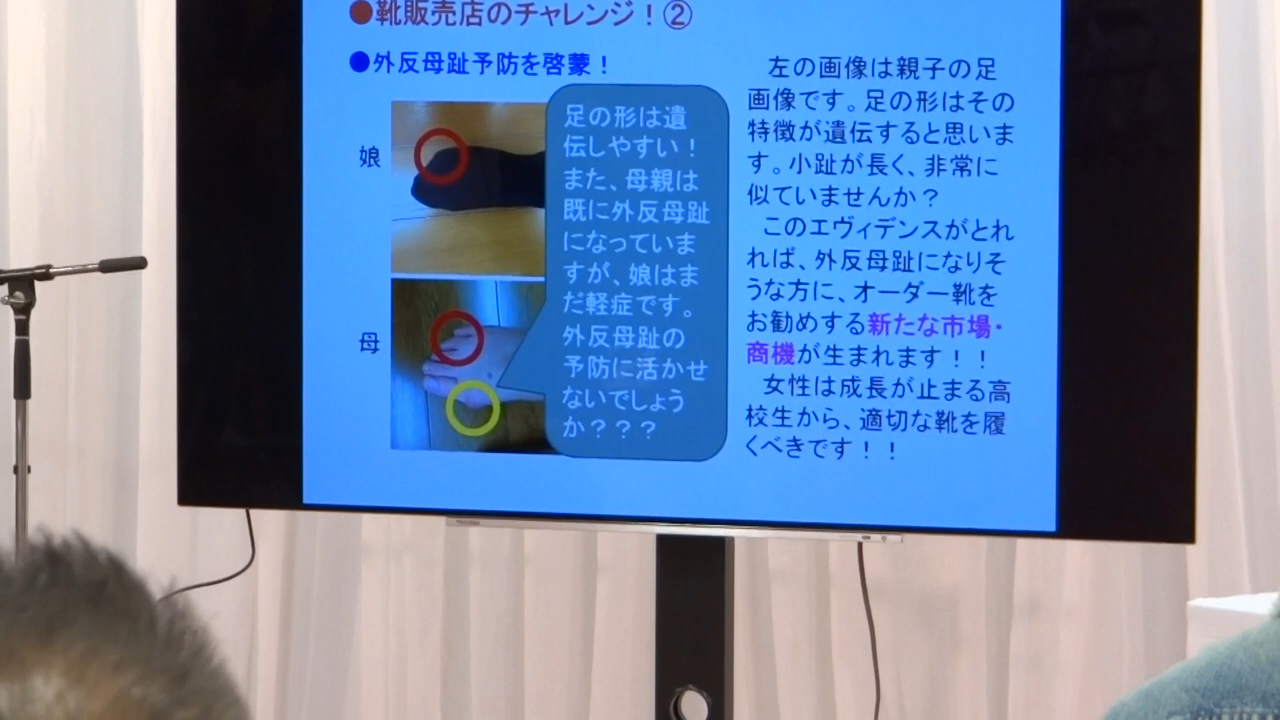 ●靴販売店のチャレンジ！②
●外反母趾予防を啓蒙！
娘
母
足の形は遺
伝しやすい！
また、母親は
既に外反母趾
になっていま
すが、娘はま
だ軽症です。
外反母趾の
予防に活かせ
ないでしょう
か？？？
左の画像は親子の足
画像です。足の形はその
特徴が遺伝すると思いま
す。小趾が長く、非常に
似ていませんか？
このエヴィデンスがとれ
れば、外反母趾になりそ
うな方に、オーダー靴を
お勧めする新たな市場・
商機が生まれます！！
女性は成長が止まる高
校生から、適切な靴を履
くべきです！！